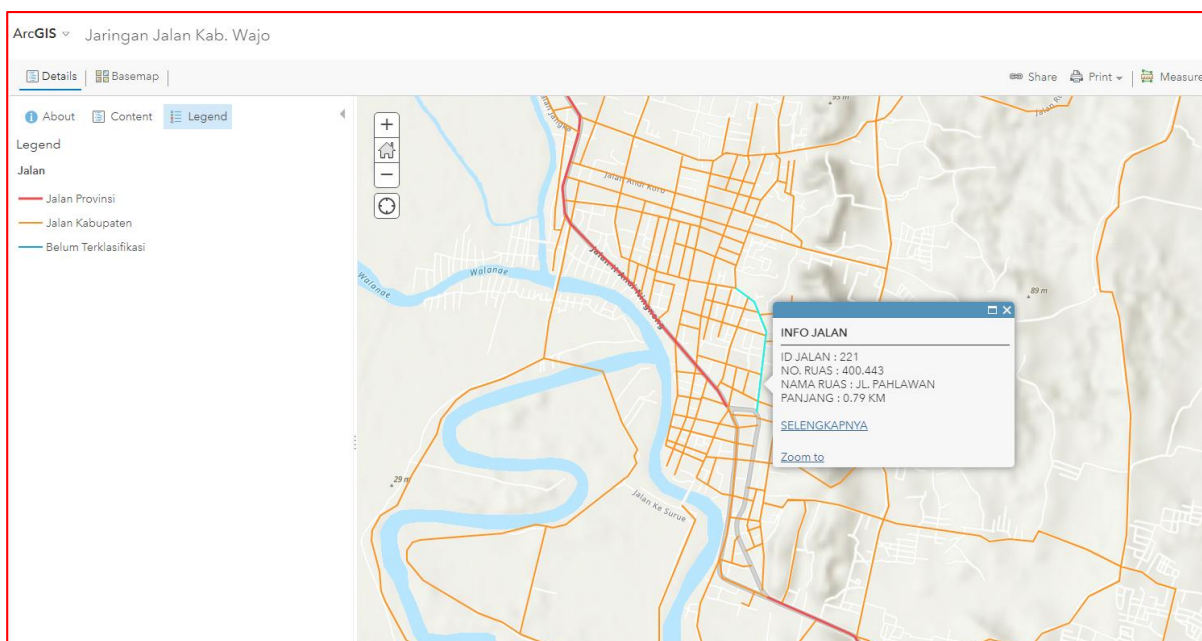 ArcGIS Jaringan Jalan Kab. Wajo
Details Basemap Share Print Measure
About Content Legend
Legend
Jalan
Jalan Provinsi
Jalan Kabupaten
Belum Terklasifikasi
Jalan Andi Kuru
Walanae
Walanae
89 m
INFO JALAN
ID JALAN : 221
NO. RUAS : 400.443
NAMA RUAS : JL. PAHLAWAN
PANJANG : 0.79 KM
SELENGKAPNYA
Zoom to
29 m
Jalan Ke Surue